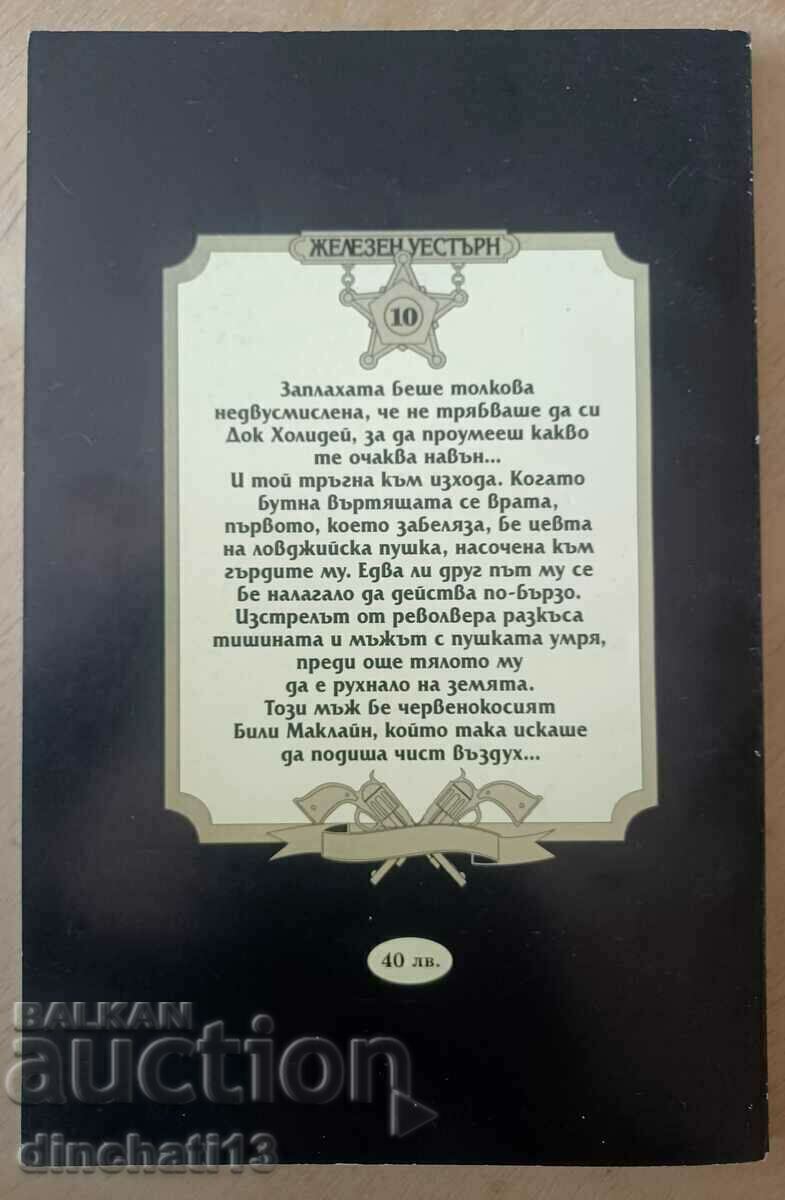 ЖЕЛЕЗЕН УЕСТЪРН
10
Заплахата беше толкова
недвусмислена, че не трябваше да си
Док Холидей, за да проумееш какво
те очаква навън...
И той тръгна към изхода. Когато
бутна въртящата се врата,
първото, което забеляза, бе цевта
на ловджийска пушка, насочена към
гърдите му. Едва ли друг път му се
бе налагало да действа по-бързо.
Изстрелът от револвера разкъса
тишината и мъжът с пушката умря,
преди още тялото му
да е рухнало на земята.
Този мъж бе червенокосият
Били Маклайн, който така искаше
да подиша чист въздух...
40 лв.
BALKAN
auction
dinchati13